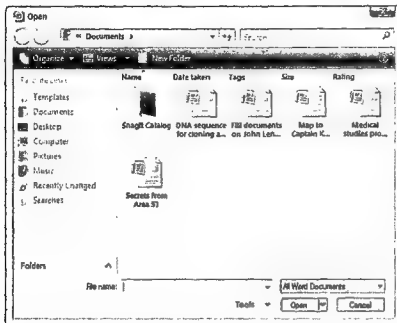 Open
« Documents
Search
Organize Views New Folder
Name Date taken Tags Size Rating
Templates
Documents
Desktop
Computer
Pictures
Music
Recently Changed
Searches
SnagIt Catalog
DNA sequence for cloning a...
FBI documents on John Len...
Map to Captain K...
Medical studies pro...
Secrets from Area 51
Folders
File name: All Word Documents
Tools Open Cancel